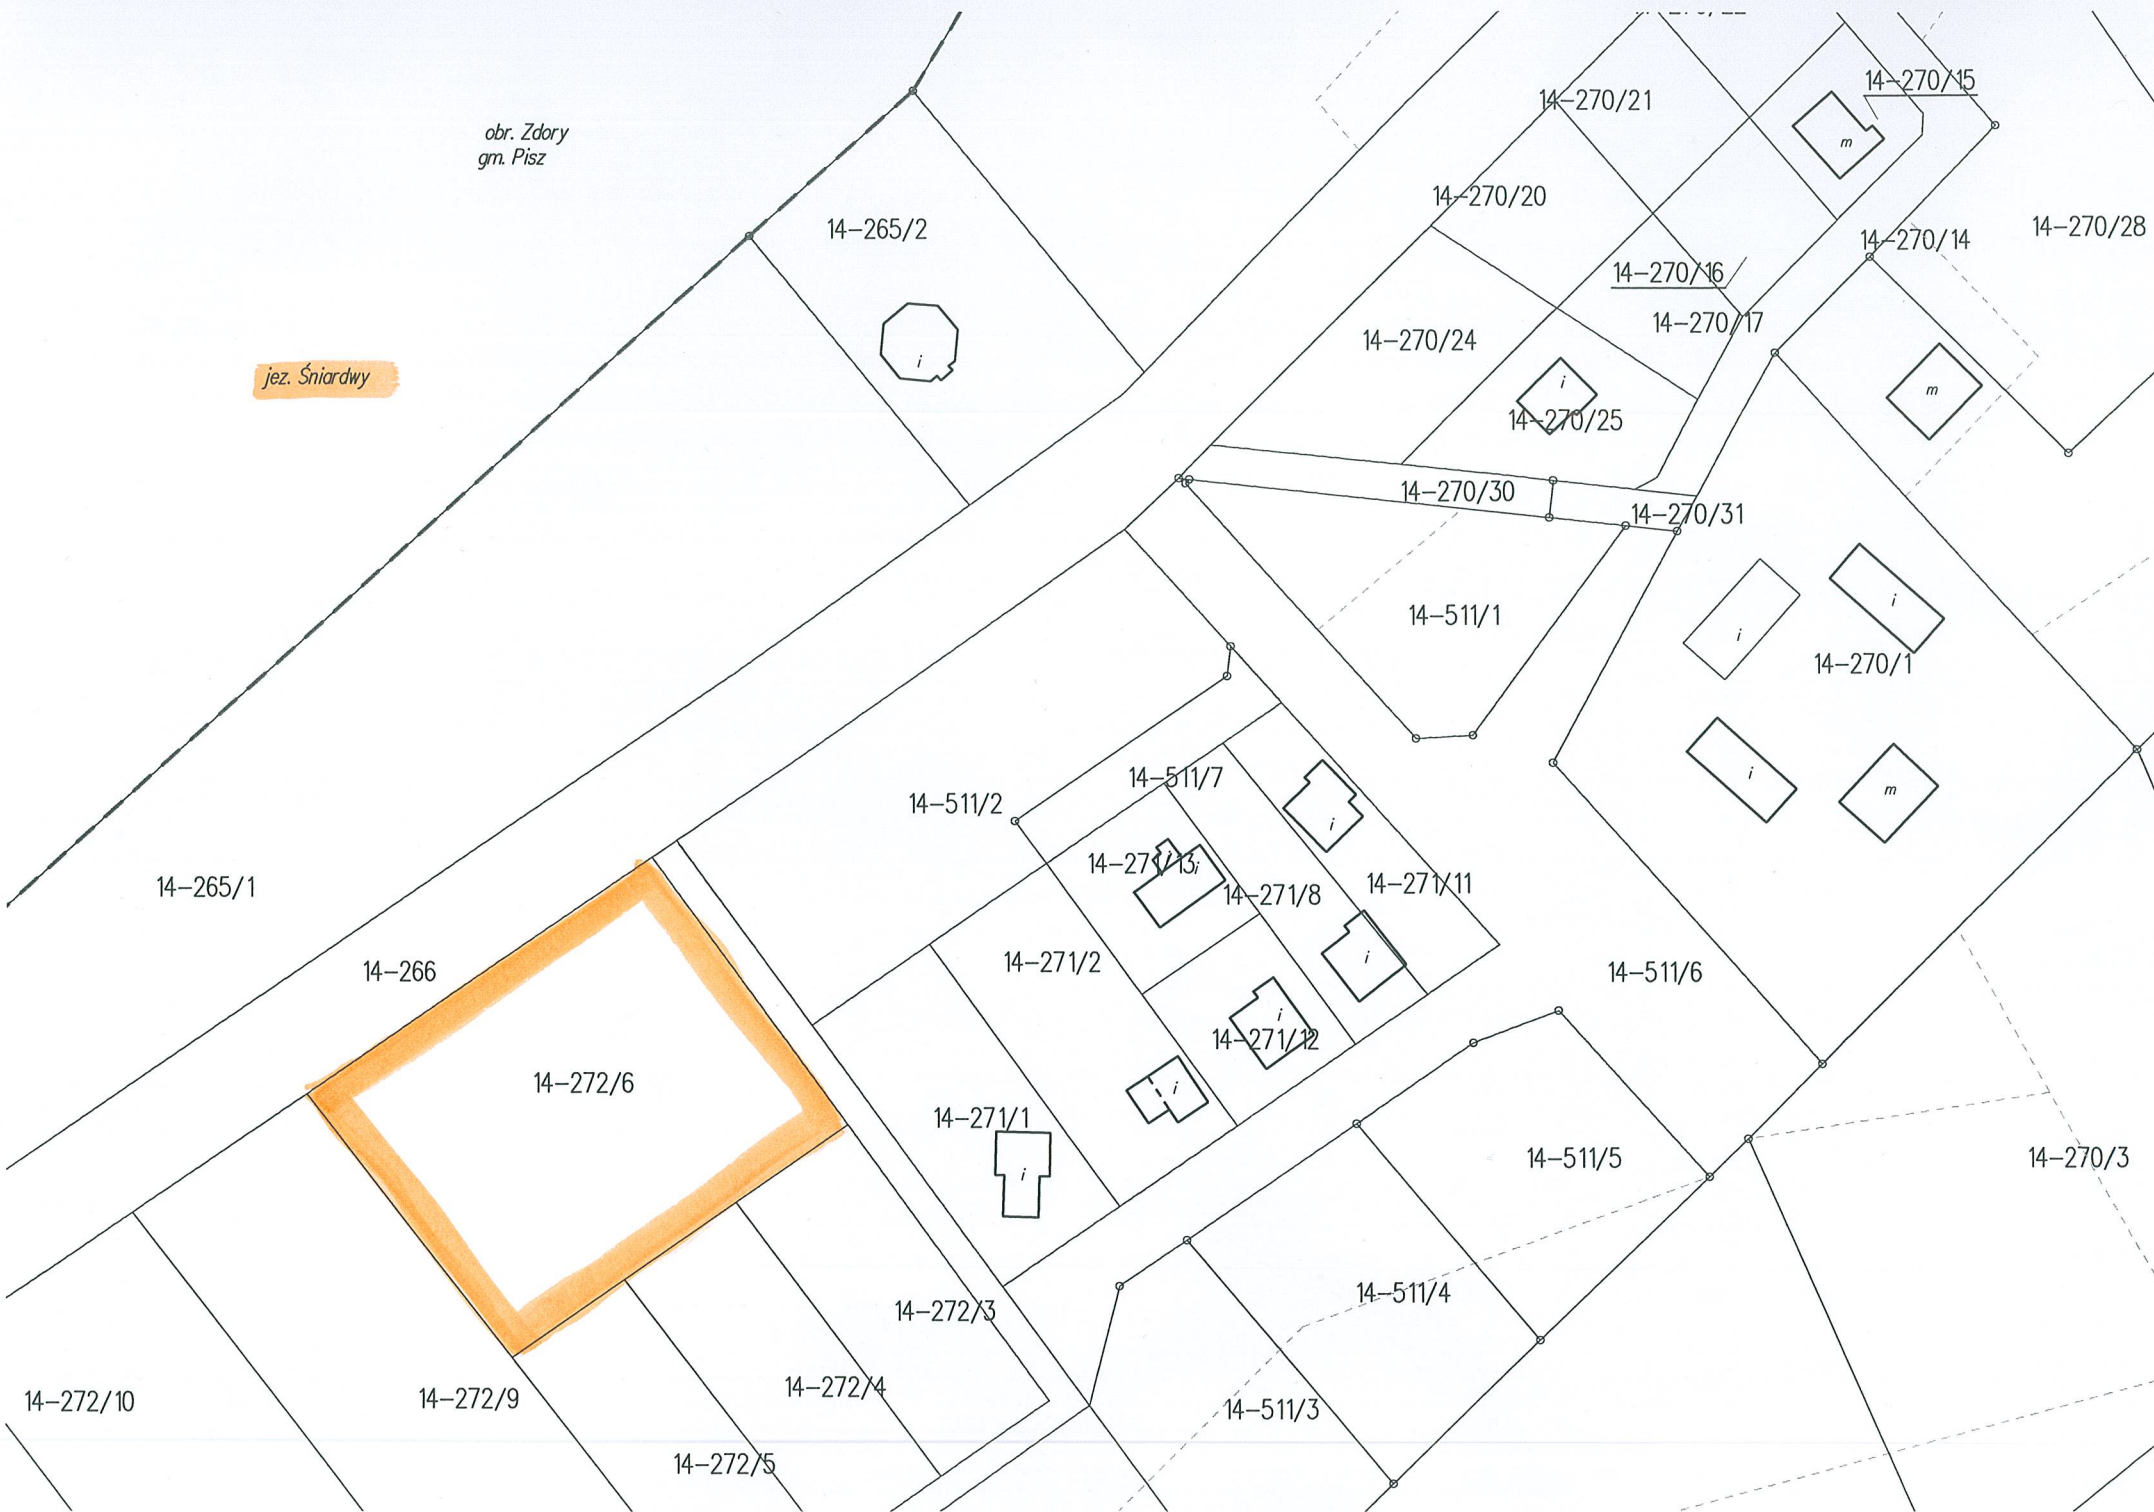 14-270/15
14-270/21
obr. Zdory
gm. Pisz
14-270/20
14-265/2
14-270/28
14-270/14
m
14-270/16
14-270/17
14-270/24
i
jez. Śniardwy
i
m
14-270/25
14-270/30
14-270/31
i
14-511/1
i
14-270/1
14-511/7
i
m
14-511/2
i
14-271/13
i
i
14-265/1
14-271/8
14-271/11
14-271/2
i
14-266
14-511/6
i
14-271/12
14-272/6
i
14-271/1
14-511/5
14-270/3
i
14-511/4
14-272/3
14-272/4
14-272/10
14-272/9
14-511/3
14-272/5